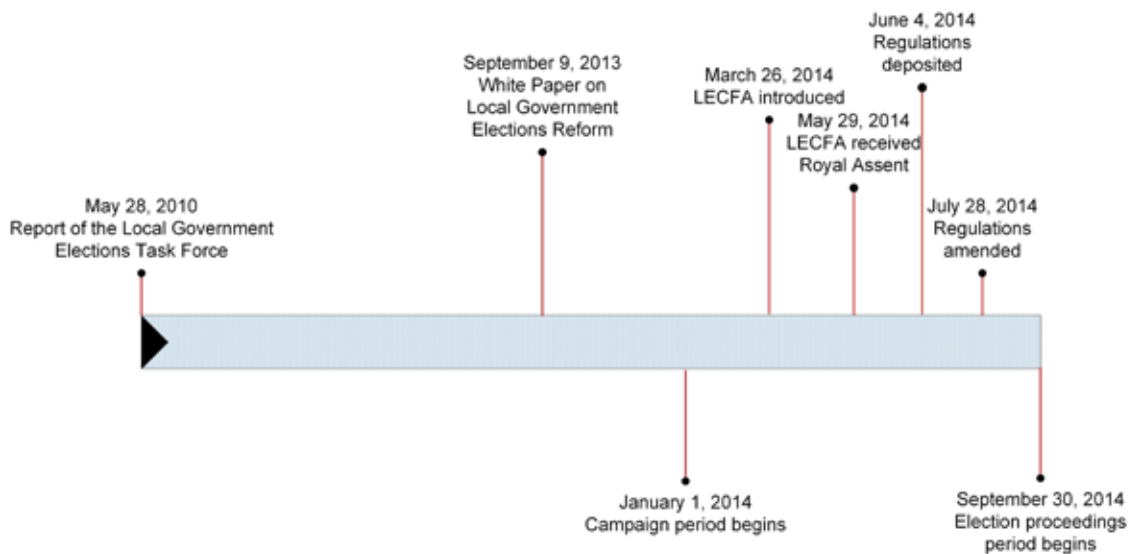 May 28, 2010
Report of the Local Government
Elections Task Force
September 9, 2013
White Paper on
Local Government
Elections Reform
March 26, 2014
LECFA introduced
May 29, 2014
LECFA received
Royal Assent
June 4, 2014
Regulations
deposited
July 28, 2014
Regulations
amended
January 1, 2014
Campaign period begins
September 30, 2014
Election proceedings
period begins